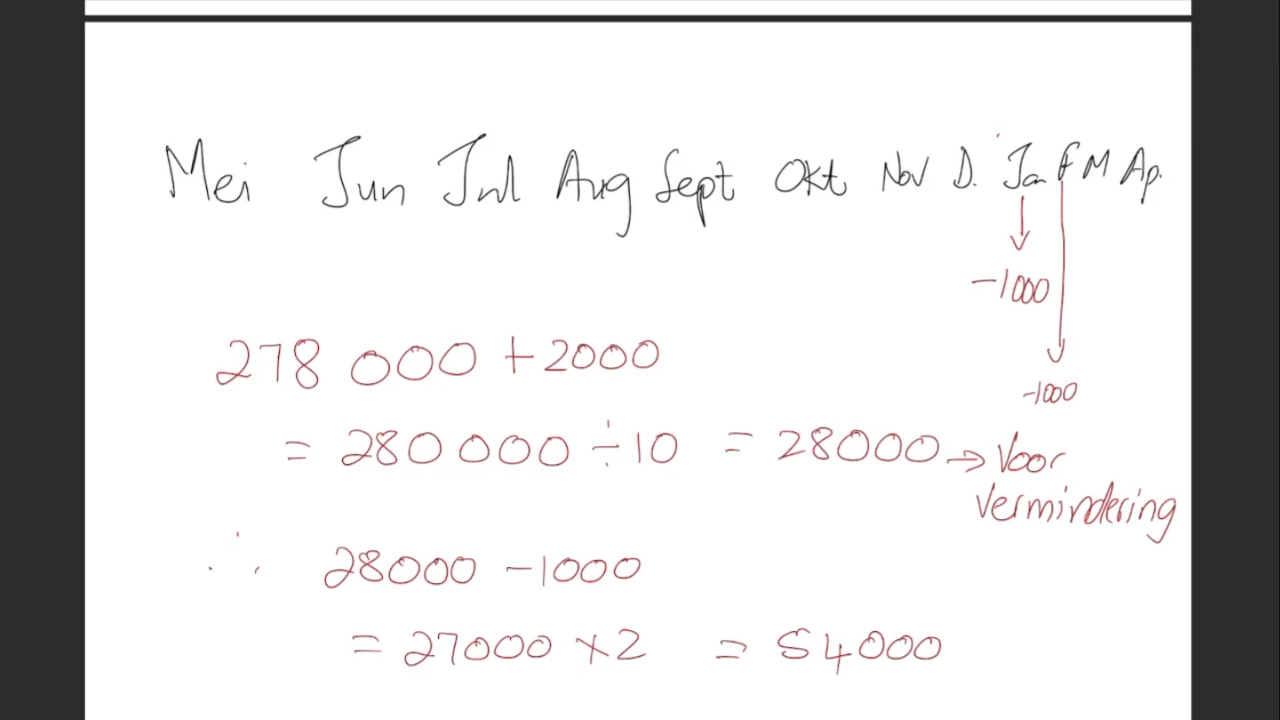 Mei Jun Jul Aug Sept Okt Nov D. Jan F M Ap.
-1000
278 000 + 2000
-1000
= 280 000 ÷ 10 = 28000 → Voor
vermindering
∴ 28000 - 1000
= 27000 × 2 = 54000